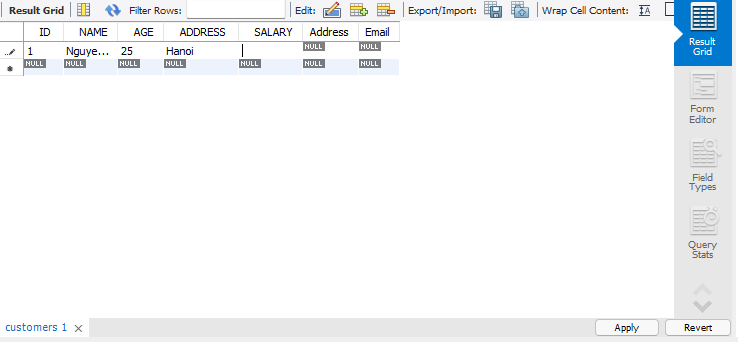 Result Grid Filter Rows: Edit: Export/Import: Wrap Cell Content:
ID NAME AGE ADDRESS SALARY Address Email
1 Nguye... 25 Hanoi NULL NULL
NULL NULL NULL NULL NULL NULL NULL
Result
Grid
Form
Editor
Field
Types
Query
Stats
customers 1 Apply Revert